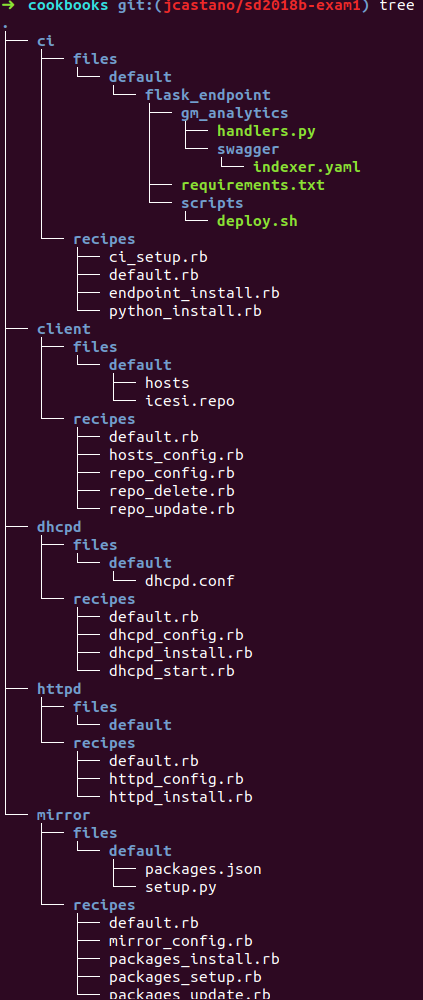 ➜ cookbooks git:(jcastano/sd2018b-exam1) tree
.
├── ci
│   ├── files
│   │   └── default
│   │       └── flask_endpoint
│   │           ├── gm_analytics
│   │           │   ├── handlers.py
│   │           │   └── swagger
│   │           │       └── indexer.yaml
│   │           ├── requirements.txt
│   │           └── scripts
│   │               └── deploy.sh
│   └── recipes
│       ├── ci_setup.rb
│       ├── default.rb
│       ├── endpoint_install.rb
│       └── python_install.rb
├── client
│   ├── files
│   │   └── default
│   │       ├── hosts
│   │       └── icesi.repo
│   └── recipes
│       ├── default.rb
│       ├── hosts_config.rb
│       ├── repo_config.rb
│       ├── repo_delete.rb
│       └── repo_update.rb
├── dhcpd
│   ├── files
│   │   └── default
│   │       └── dhcpd.conf
│   └── recipes
│       ├── default.rb
│       ├── dhcpd_config.rb
│       ├── dhcpd_install.rb
│       └── dhcpd_start.rb
├── httpd
│   ├── files
│   │   └── default
│   └── recipes
│       ├── default.rb
│       ├── httpd_config.rb
│       └── httpd_install.rb
└── mirror
    ├── files
    │   └── default
    │       ├── packages.json
    │       └── setup.py
    └── recipes
        ├── default.rb
        ├── mirror_config.rb
        ├── packages_install.rb
        ├── packages_setup.rb
        └── packages_update.rb